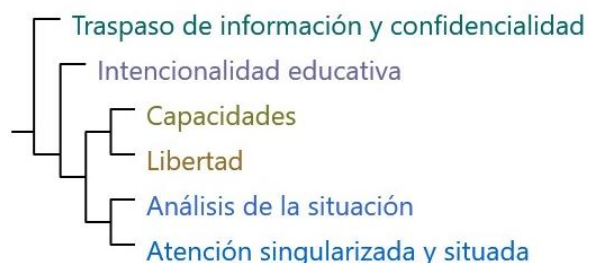 Traspaso de información y confidencialidad
Intencionalidad educativa
Capacidades
Libertad
Análisis de la situación
Atención singularizada y situada